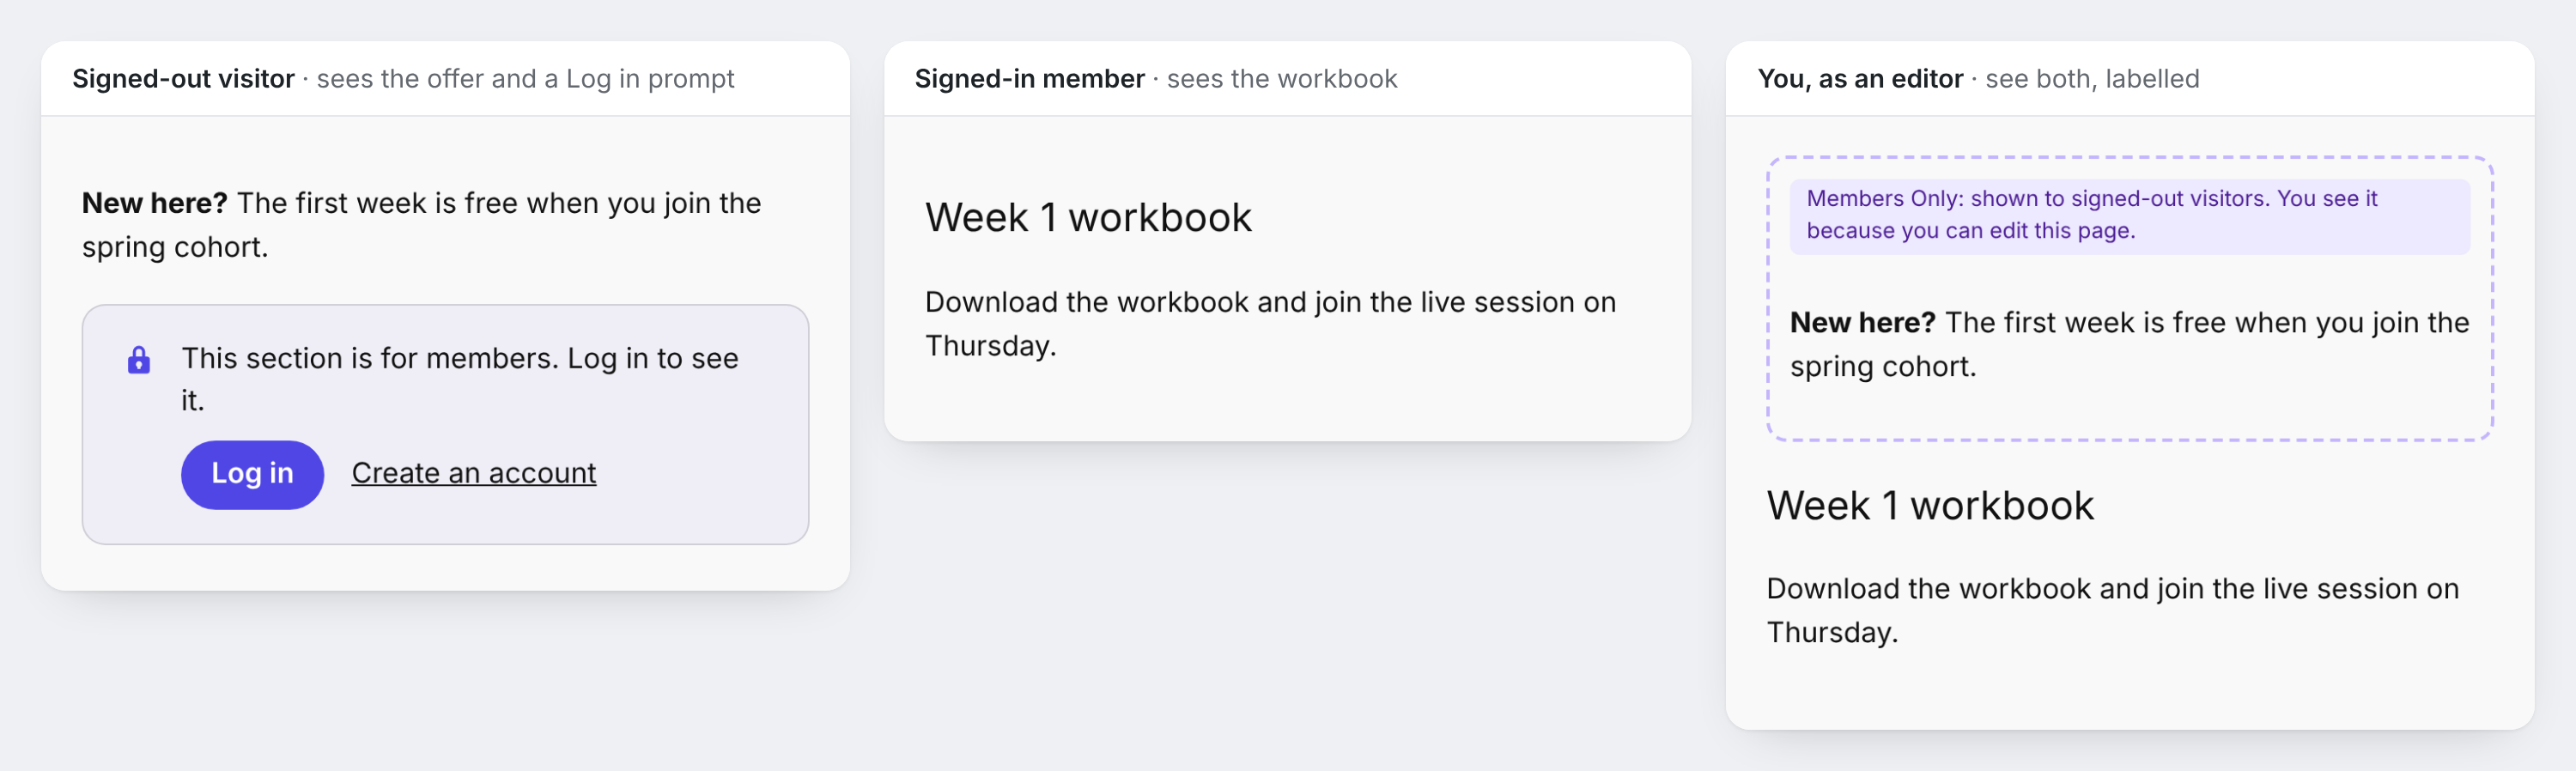 Signed-out visitor · sees the offer and a Log in prompt
New here? The first week is free when you join the
spring cohort.
This section is for members. Log in to see
it.
Log in
Create an account
Signed-in member · sees the workbook
Week 1 workbook
Download the workbook and join the live session on
Thursday.
You, as an editor · see both, labelled
Members Only: shown to signed-out visitors. You see it
because you can edit this page.
New here? The first week is free when you join the
spring cohort.
Week 1 workbook
Download the workbook and join the live session on
Thursday.